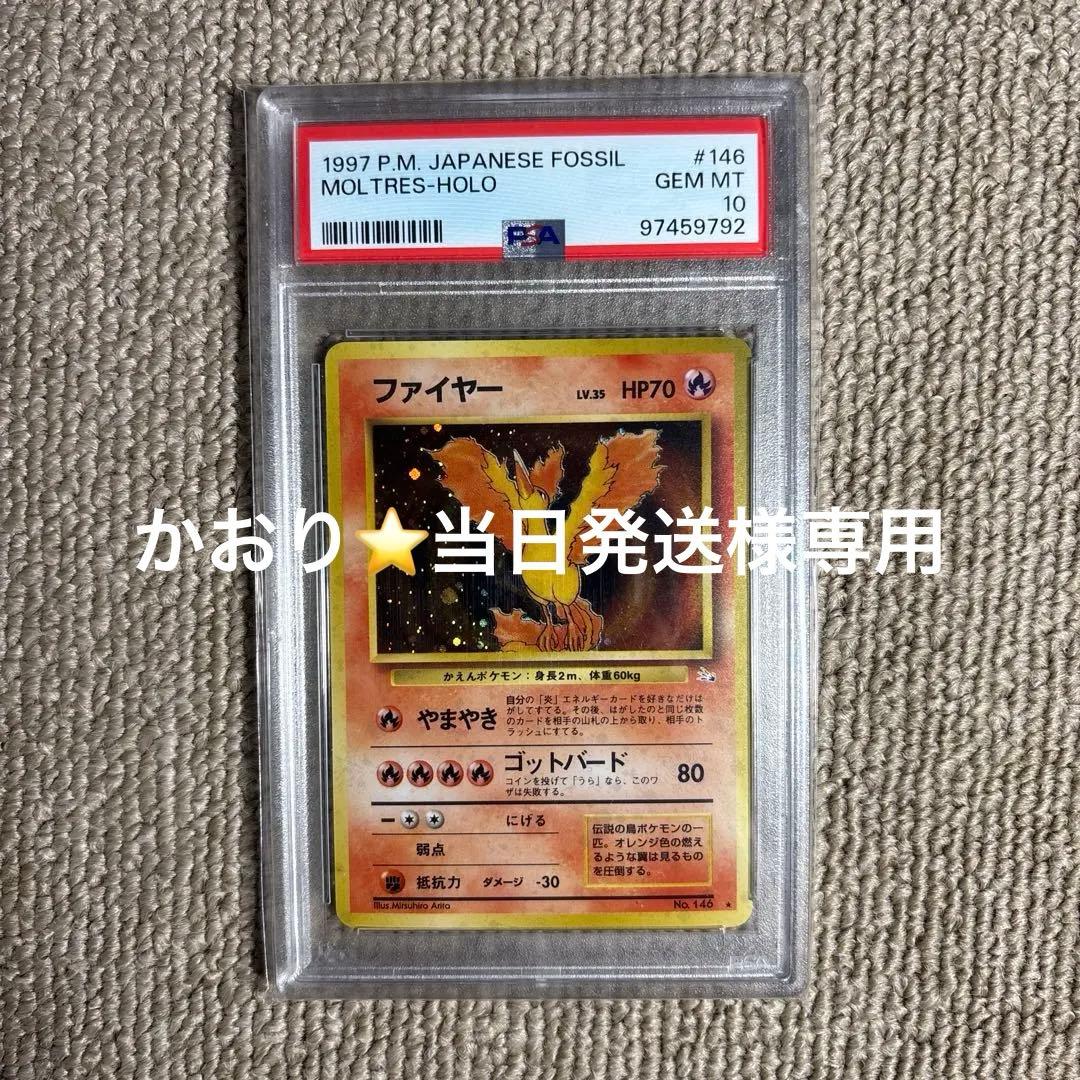 1997 P.M. JAPANESE FOSSIL #146
MOLTRES-HOLO GEM MT
10
PSA 97459792
ファイヤー LV.35 HP70
かおり⭐当日発送様専用
かえんポケモン：身長2m、体重60kg
やまやき
自分の「炎」エネルギーカードを好きなだけは
がしてすてる。その後、はがしたのと同じ枚数
のカードを相手の山札の上から取り、相手のト
ラッシュにすてる。
ゴットバード 80
コインを投げて「うら」なら、このワ
ザは失敗する。
にげる
弱点
抵抗力 ダメージ -30
伝説の鳥ポケモンの一
匹。オレンジ色の燃え
るような翼は見るもの
を圧倒する。
Illus.Mitsuhiro Arita No.146 ★